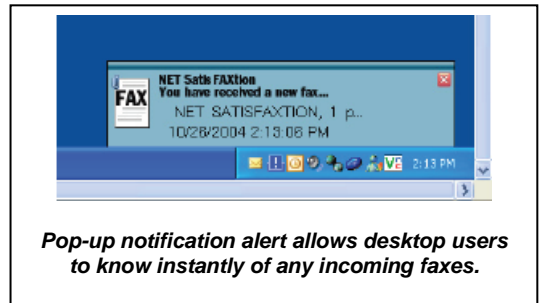 FAX
NET Satis FAXtion
You have received a new fax...
NET SATISFAXTION, 1 p...
10/26/2004 2:13:06 PM
2:13 PM
Pop-up notification alert allows desktop users
to know instantly of any incoming faxes.